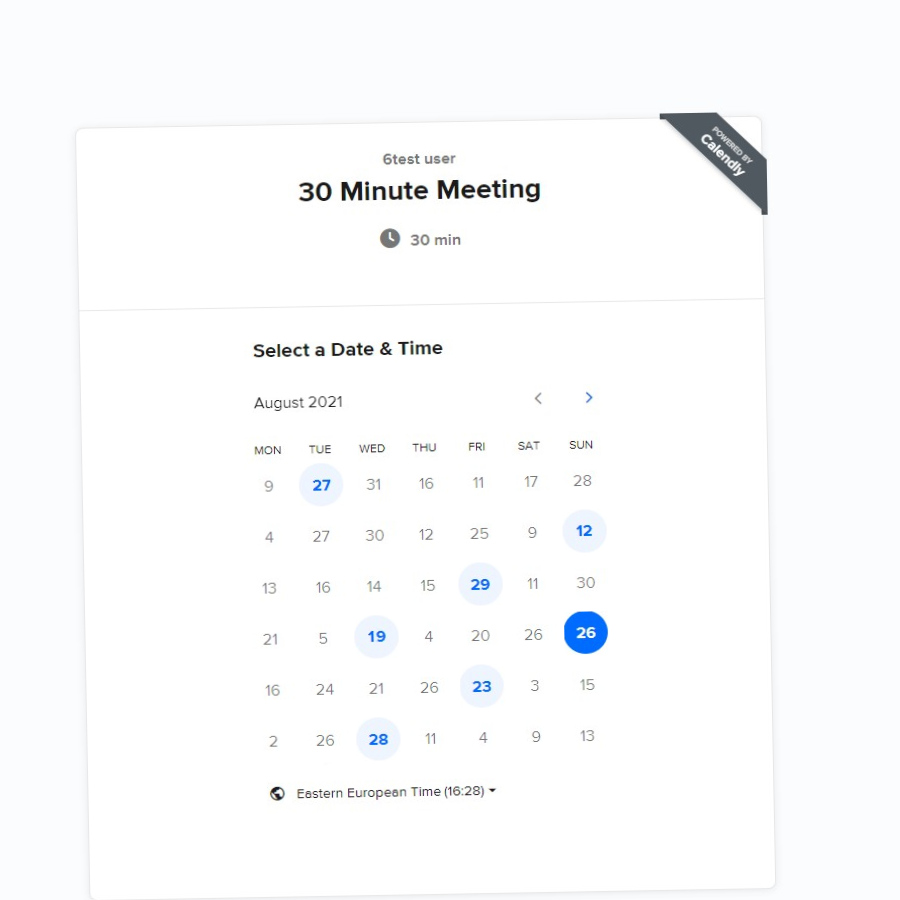 POWERED BY
Calendly
6test user
30 Minute Meeting
30 min
Select a Date & Time
August 2021
MON TUE WED THU FRI SAT SUN
9 27 31 16 11 17 28
4 27 30 12 25 9 12
13 16 14 15 29 11 30
21 5 19 4 20 26 26
16 24 21 26 23 3 15
2 26 28 11 4 9 13
Eastern European Time (16:28)